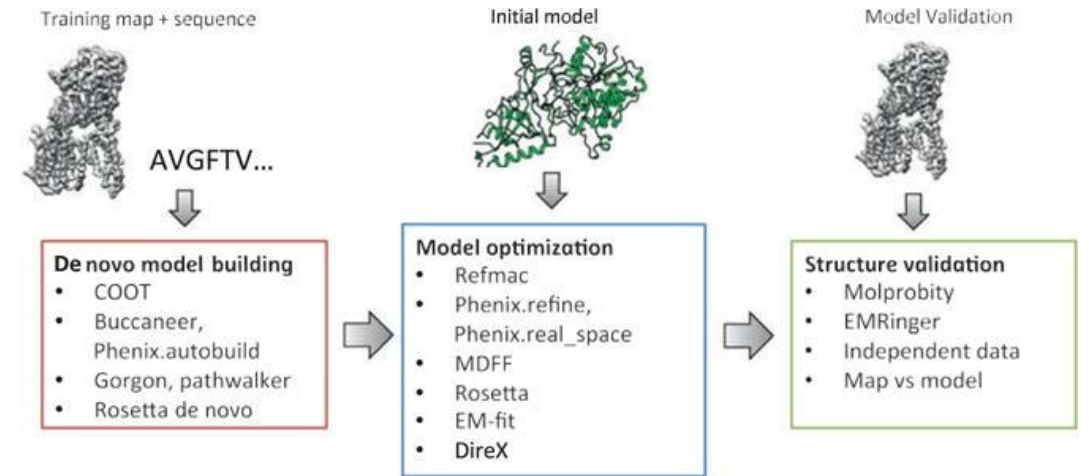 Training map + sequence
Initial model
Model Validation
AVGFTV...
De novo model building
• COOT
• Buccaneer,
Phenix.autobuild
• Gorgon, pathwalker
• Rosetta de novo
Model optimization
• Refmac
• Phenix.refine,
Phenix.real_space
• MDFF
• Rosetta
• EM-fit
• DireX
Structure validation
• Molprobity
• EMRinger
• Independent data
• Map vs model